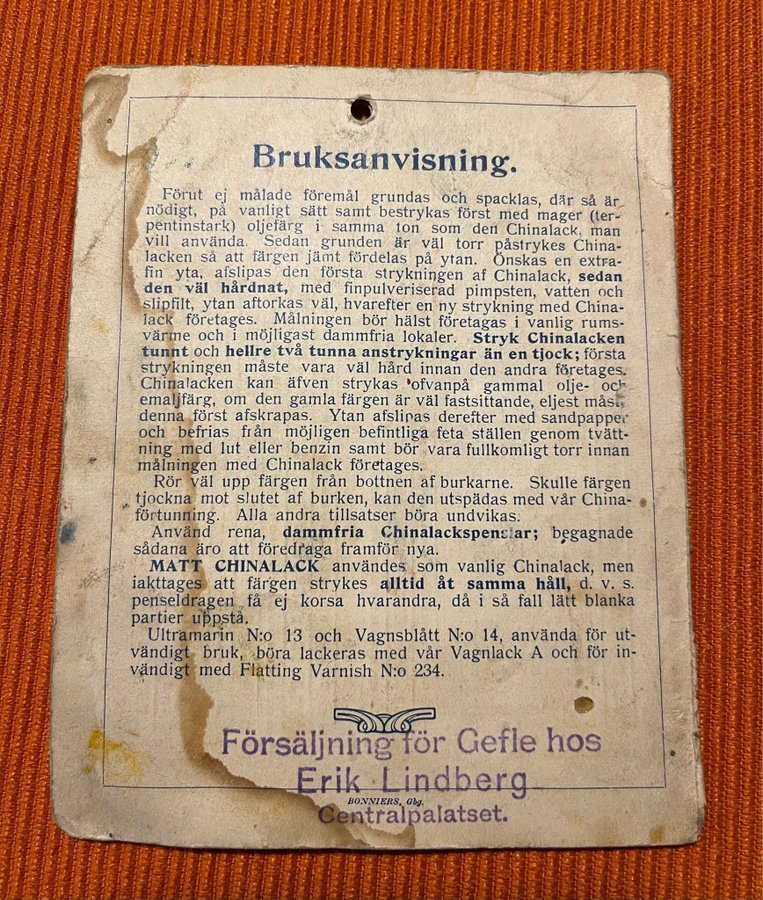 Bruksanvisning.
Förut ej målade föremål grundas och spacklas, där så är
nödigt, på vanligt sätt samt bestrykas först med mager (ter-
pentinstark) oljefärg i samma ton som den Chinalack, man
vill använda. Sedan grunden är väl torr påstrykes China-
lacken så att färgen jämt fördelas på ytan. Önskas en extra-
fin yta, afslipas den första strykningen af Chinalack, sedan
den väl hårdnat, med finpulveriserad pimpsten, vatten och
slipfilt, ytan aftorkas väl, hvarefter en ny strykning med China-
lack företages. Målningen bör hälst företagas i vanlig rums-
värme och i möjligast dammfria lokaler. Stryk Chinalacken
tunnt och hellre två tunna anstrykningar än en tjock; första
strykningen måste vara väl hård innan den andra företages.
Chinalacken kan äfven strykas ofvanpå gammal olje- och
emaljfärg, om den gamla färgen är väl fastsittande, eljest måste
denna först afskrapas. Ytan afslipas derefter med sandpapper
och befrias från möjligen befintliga feta ställen genom tvätt-
ning med lut eller benzin samt bör vara fullkomligt torr innan
målningen med Chinalack företages.
Rör väl upp färgen från bottnen af burkarne. Skulle färgen
tjockna mot slutet af burken, kan den utspädas med vår China-
förtunning. Alla andra tillsatser böra undvikas.
Använd rena, dammfria Chinalackspenslar; begagnade
sådana äro att föredraga framför nya.
MATT CHINALACK användes som vanlig Chinalack, men
iakttages att färgen strykes alltid åt samma håll, d. v. s.
penseldragen få ej korsa hvarandra, då i så fall lätt blanka
partier uppstå.
Ultramarin N:o 13 och Vagnsblått N:o 14, använda för ut-
vändigt bruk, böra lackeras med vår Vagnlack A och för in-
vändigt med Flatting Varnish N:o 234.
Försäljning för Gefle hos
Erik Lindberg
BONNIERS, Gbg.
Centralpalatset.